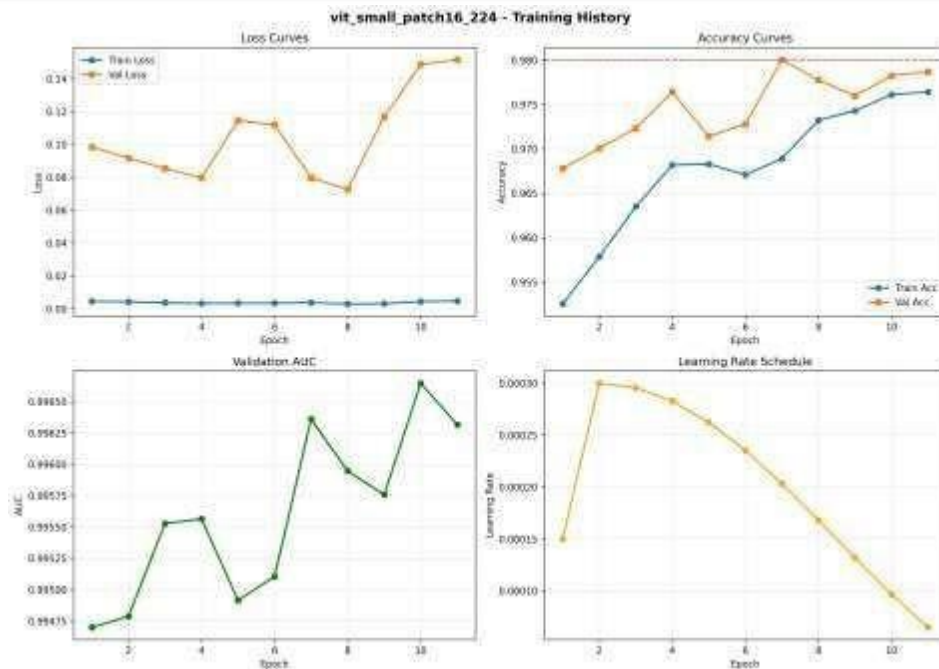 vit_small_patch16_224 - Training History
Loss Curves
Train Loss
Val Loss
0.14
0.12
0.10
0.08
0.06
0.04
0.02
0.00
Loss
2
4
6
8
10
Epoch
Accuracy Curves
0.980
0.975
0.970
0.965
0.960
0.955
Accuracy
Train Acc
Val Acc
2
4
6
8
10
Epoch
Validation AUC
0.99650
0.99625
0.99600
0.99575
0.99550
0.99525
0.99500
0.99475
AUC
2
4
6
8
10
Epoch
Learning Rate Schedule
0.00030
0.00025
0.00020
0.00015
0.00010
Learning Rate
2
4
6
8
10
Epoch